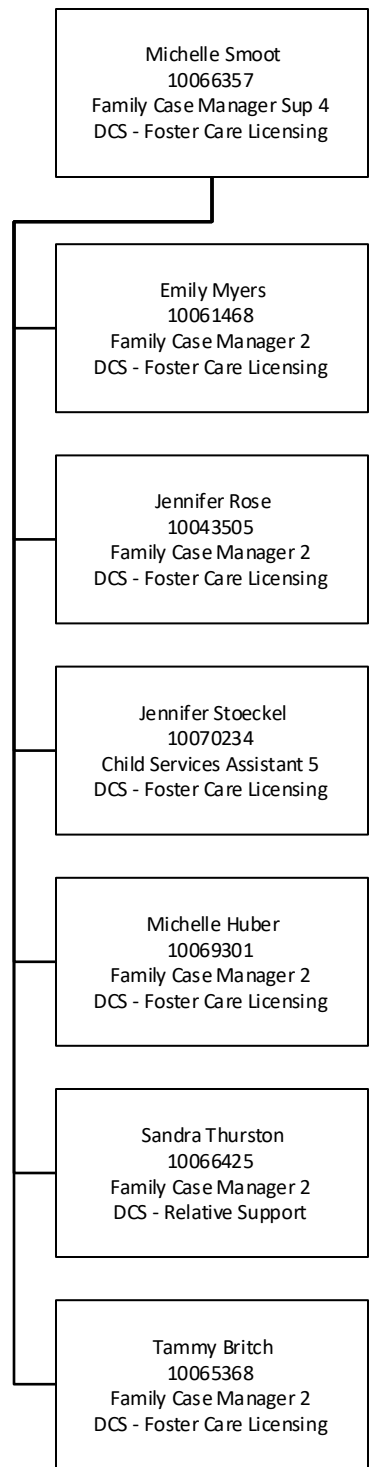 Michelle Smoot
10066357
Family Case Manager Sup 4
DCS - Foster Care Licensing
Emily Myers
10061468
Family Case Manager 2
DCS - Foster Care Licensing
Jennifer Rose
10043505
Family Case Manager 2
DCS - Foster Care Licensing
Jennifer Stoeckel
10070234
Child Services Assistant 5
DCS - Foster Care Licensing
Michelle Huber
10069301
Family Case Manager 2
DCS - Foster Care Licensing
Sandra Thurston
10066425
Family Case Manager 2
DCS - Relative Support
Tammy Britch
10065368
Family Case Manager 2
DCS - Foster Care Licensing